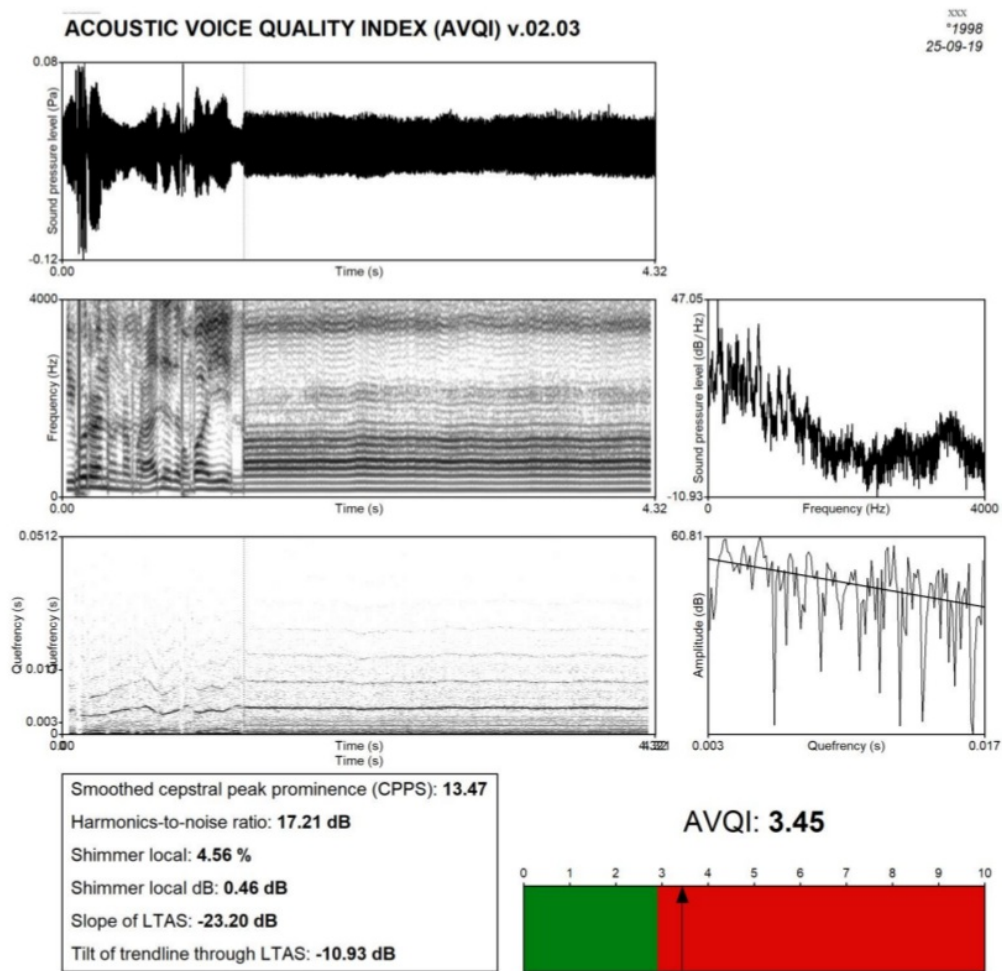 ACOUSTIC VOICE QUALITY INDEX (AVQI) v.02.03
xxx
°1998
25-09-19
0.08
Sound pressure level (Pa)
-0.12
0.00
Time (s)
4.32
4000
Frequency (Hz)
0
0.00
Time (s)
4.32
47.05
Sound pressure level (dB/Hz)
-10.93
0
Frequency (Hz)
4000
0.0512
Quefrency (s)
Quefrency (s)
0.003
Time (s)
Time (s)
60.81
Amplitude (dB)
0.003
Quefrency (s)
0.017
Smoothed cepstral peak prominence (CPPS): 13.47
Harmonics-to-noise ratio: 17.21 dB
Shimmer local: 4.56 %
Shimmer local dB: 0.46 dB
Slope of LTAS: -23.20 dB
Tilt of trendline through LTAS: -10.93 dB
AVQI: 3.45
0 1 2 3 4 5 6 7 8 9 10